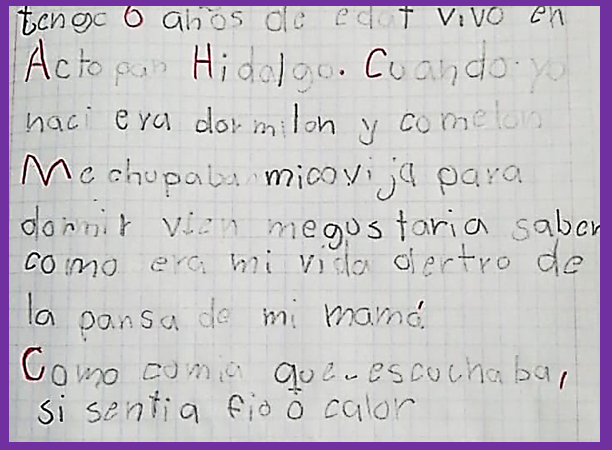 tengo 6 años de edat vivo en
Actopan Hidalgo. Cuando yo
naci era dormilon y comelon
Me chupaba micovija para
dormir vien megustaria saber
como era mi vida dertro de
la pansa de mi mamá.
Como comia que-escuchaba,
si sentia fio ó calor